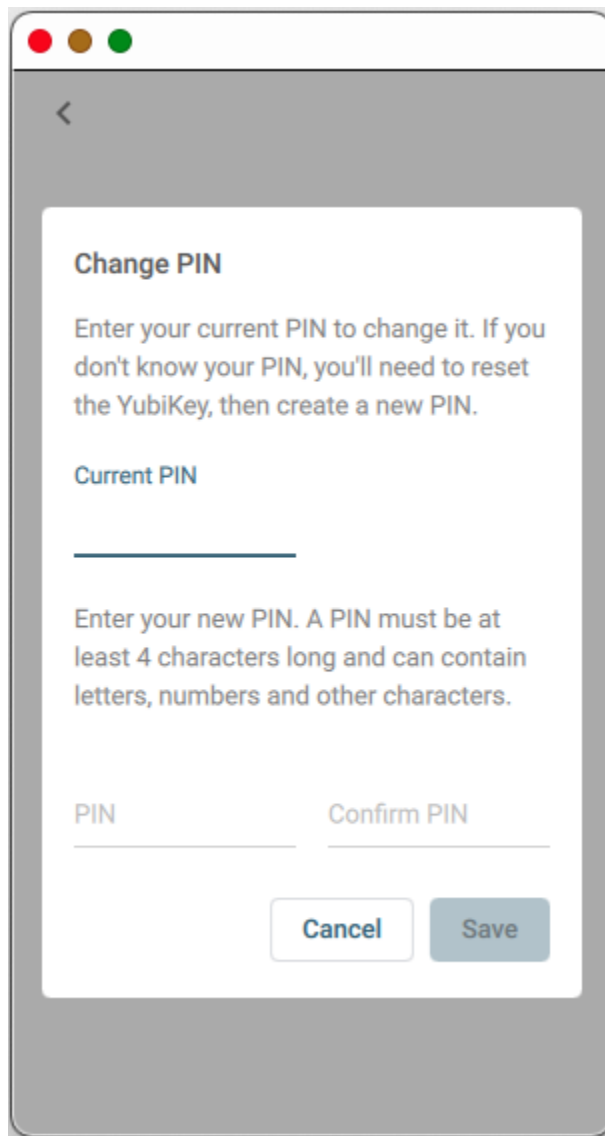 Change PIN
Enter your current PIN to change it. If you
don't know your PIN, you'll need to reset
the YubiKey, then create a new PIN.
Current PIN
Enter your new PIN. A PIN must be at
least 4 characters long and can contain
letters, numbers and other characters.
PIN Confirm PIN
Cancel Save